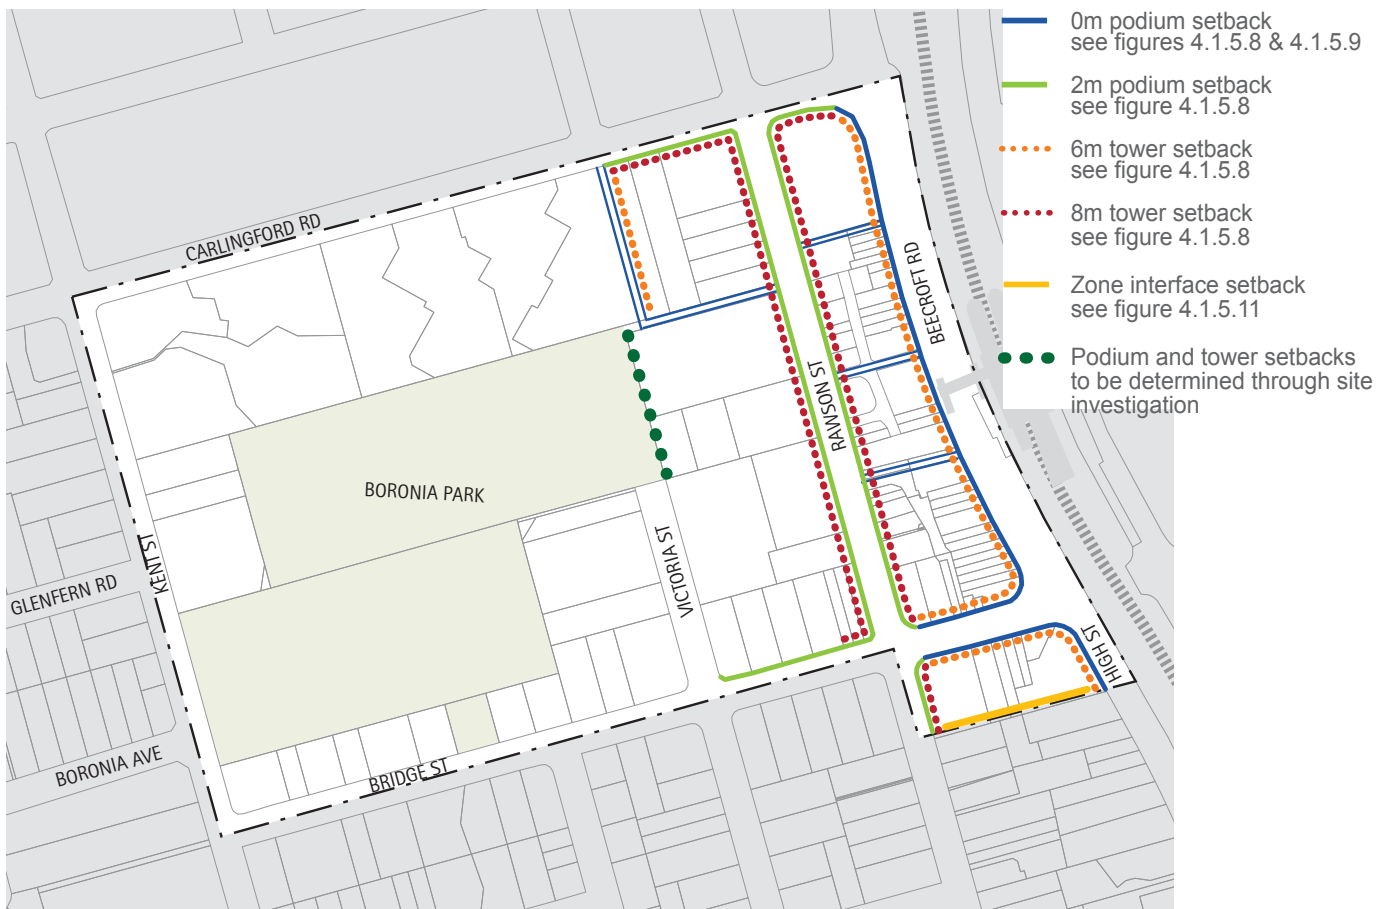 0m podium setback
see figures 4.1.5.8 & 4.1.5.9
2m podium setback
see figure 4.1.5.8
6m tower setback
see figure 4.1.5.8
8m tower setback
see figure 4.1.5.8
Zone interface setback
see figure 4.1.5.11
Podium and tower setbacks
to be determined through site
investigation
CARLINGFORD RD
BEECROFT RD
RAWSON ST
BORONIA PARK
VICTORIA ST
KENT ST
GLENFERN RD
HIGH ST
BORONIA AVE
BRIDGE ST